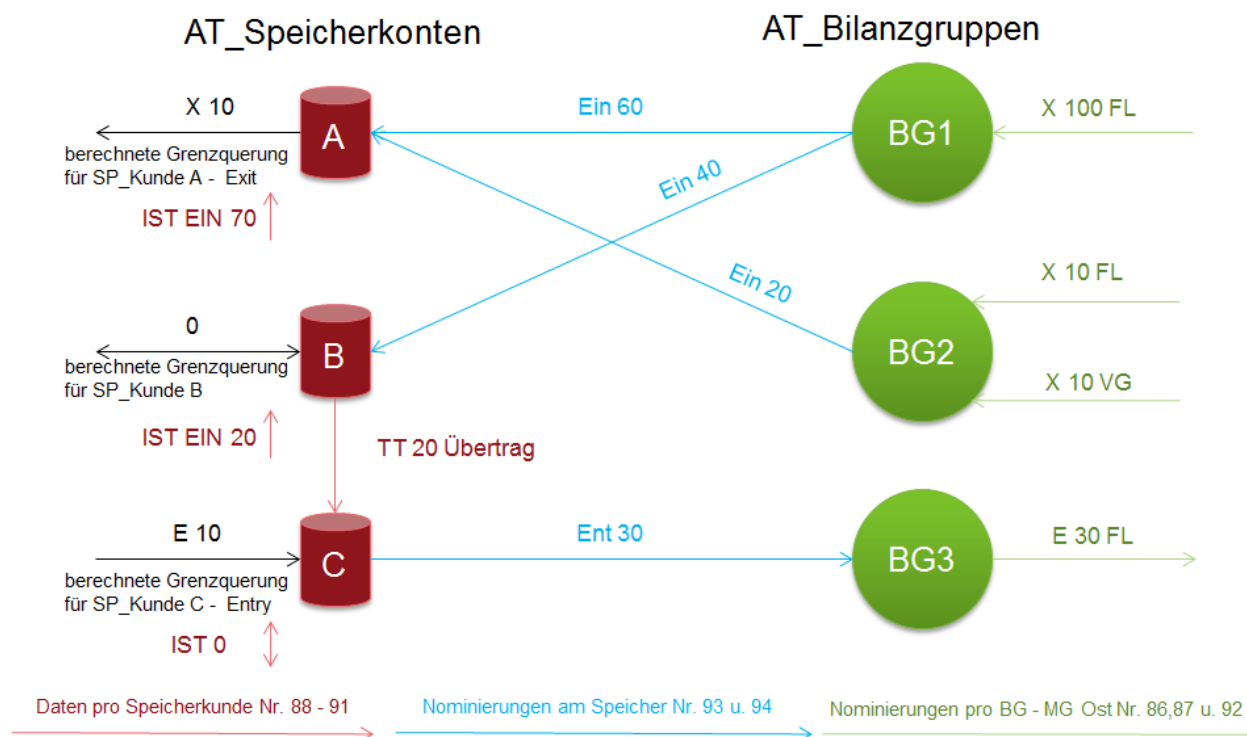 AT_Speicherkonten
AT_Bilanzgruppen
X 10
A
Ein 60
BG1
X 100 FL
berechnete Grenzquerung
für SP_Kunde A - Exit
IST EIN 70
Ein 40
Ein 20
X 10 FL
0
B
BG2
berechnete Grenzquerung
für SP_Kunde B
X 10 VG
IST EIN 20
TT 20 Übertrag
E 10
C
Ent 30
BG3
E 30 FL
berechnete Grenzquerung
für SP_Kunde C - Entry
IST 0
Daten pro Speicherkunde Nr. 88 - 91
Nominierungen am Speicher Nr. 93 u. 94
Nominierungen pro BG - MG Ost Nr. 86,87 u. 92